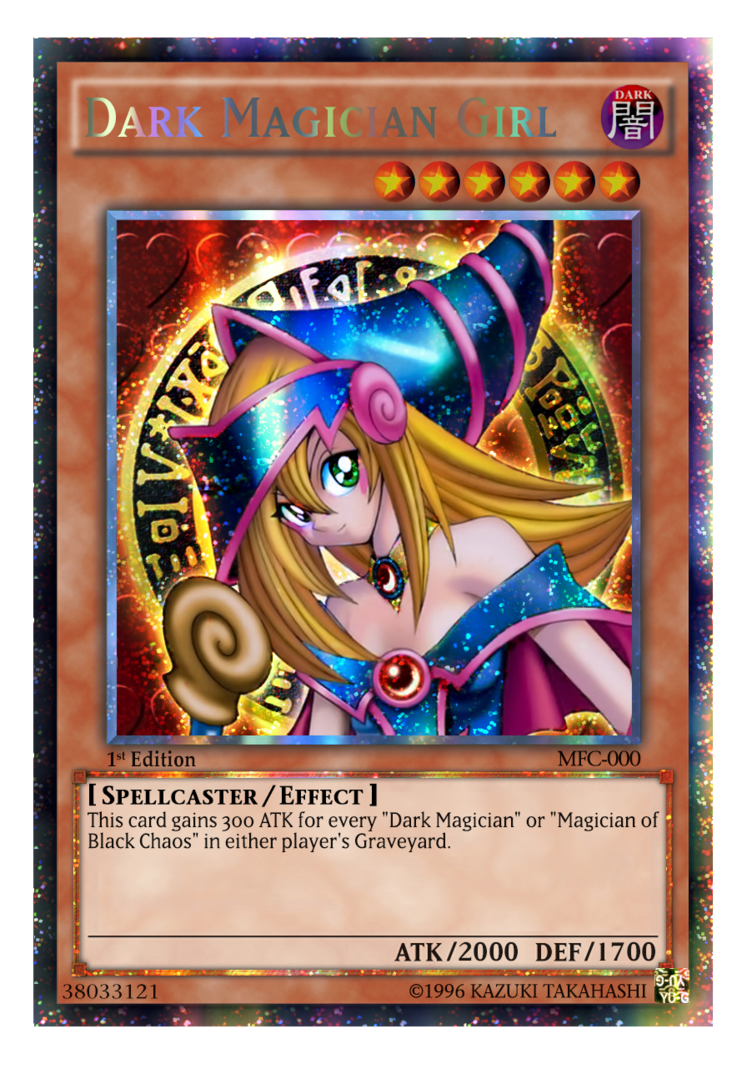 DARK MAGICIAN GIRL
DARK
闇
1st Edition
MFC-000
[ SPELLCASTER / EFFECT ]
This card gains 300 ATK for every "Dark Magician" or "Magician of
Black Chaos" in either player's Graveyard.
ATK/2000 DEF/1700
38033121
©1996 KAZUKI TAKAHASHI